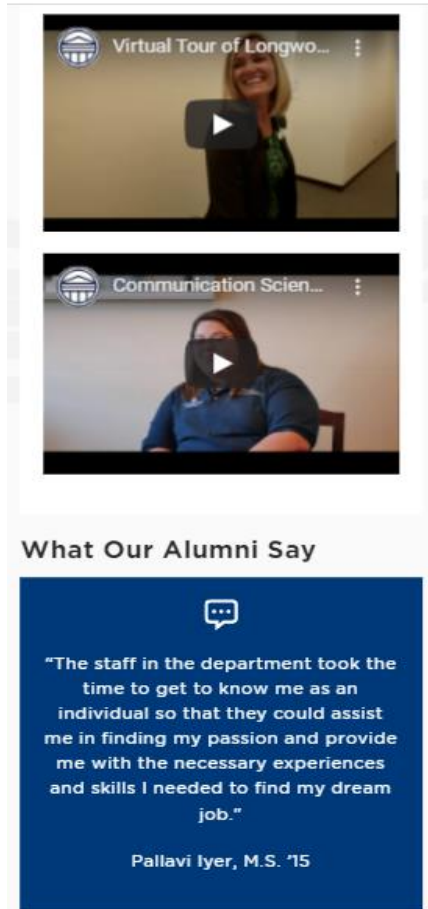 Virtual Tour of Longwo...
Communication Scien...
What Our Alumni Say
"The staff in the department took the
time to get to know me as an
individual so that they could assist
me in finding my passion and provide
me with the necessary experiences
and skills I needed to find my dream
job."
Pallavi Iyer, M.S. '15